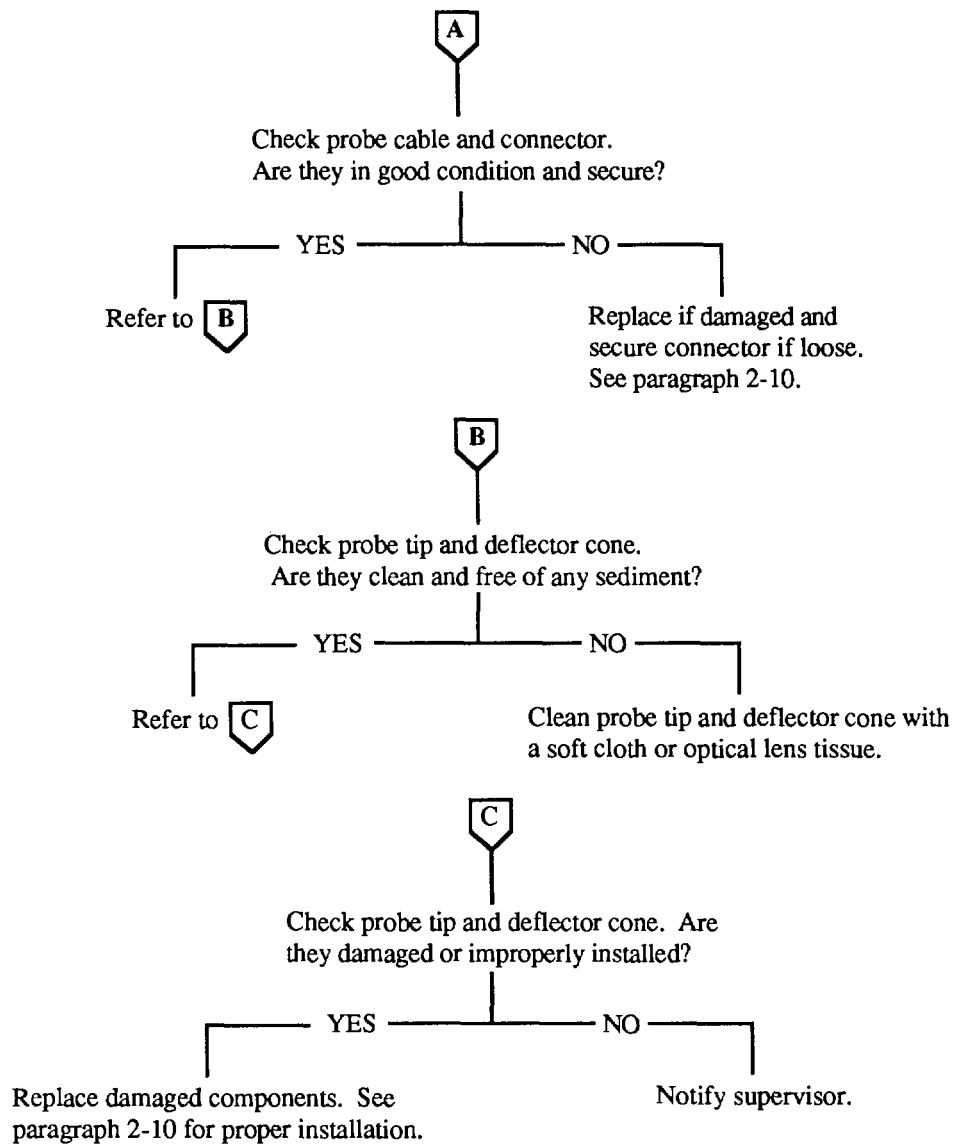 A
Check probe cable and connector.
Are they in good condition and secure?
YES
NO
Refer to B
Replace if damaged and
secure connector if loose.
See paragraph 2-10.
B
Check probe tip and deflector cone.
Are they clean and free of any sediment?
YES
NO
Refer to C
Clean probe tip and deflector cone with
a soft cloth or optical lens tissue.
C
Check probe tip and deflector cone. Are
they damaged or improperly installed?
YES
NO
Replace damaged components. See
paragraph 2-10 for proper installation.
Notify supervisor.